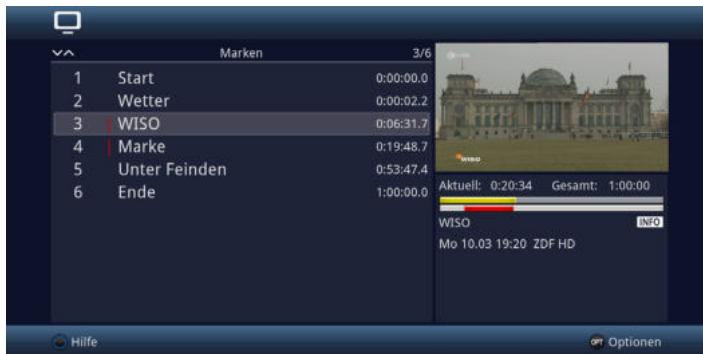 Marken 3/6
1 Start 0:00:00.0
2 Wetter 0:00:02.2
3 WISO 0:06:31.7
4 Marke 0:19:48.7
5 Unter Feinden 0:53:47.4
6 Ende 1:00:00.0
WISO
Aktuell: 0:20:34 Gesamt: 1:00:00
WISO INFO
Mo 10.03 19:20 ZDF HD
Hilfe OPT Optionen